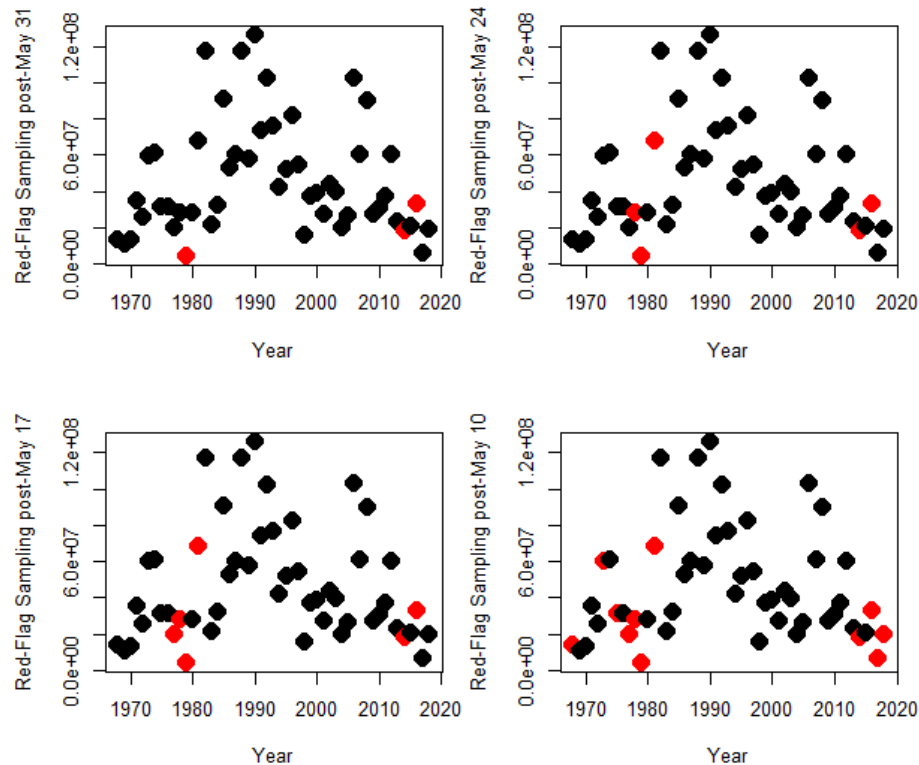 Red-Flag Sampling post-May 31
0.0e+00 6.0e+07 1.2e+08
1970 1980 1990 2000 2010 2020
Year
Red-Flag Sampling post-May 24
0.0e+00 6.0e+07 1.2e+08
1970 1980 1990 2000 2010 2020
Year
Red-Flag Sampling post-May 17
0.0e+00 6.0e+07 1.2e+08
1970 1980 1990 2000 2010 2020
Year
Red-Flag Sampling post-May 10
0.0e+00 6.0e+07 1.2e+08
1970 1980 1990 2000 2010 2020
Year